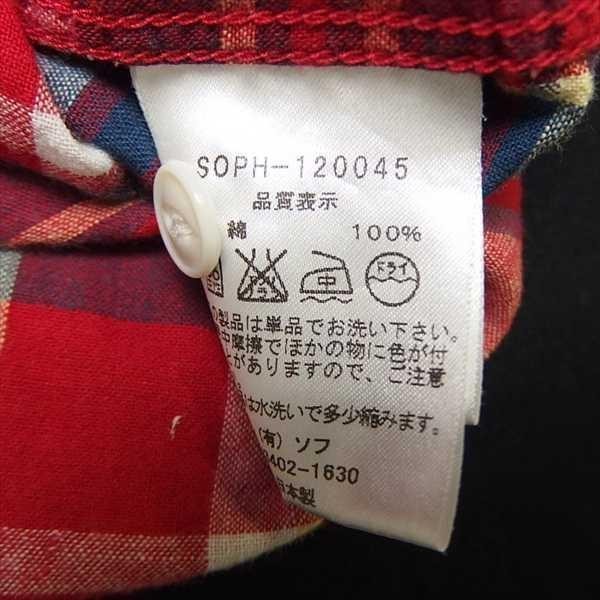 SOPH-120045
品質表示
綿 100%
ドライ
の製品は単品でお洗い下さい。
中摩擦でほかの物に色が付
がありますので、ご注意
は水洗いで多少縮みます。
(有) ソフ
402-1630
本製